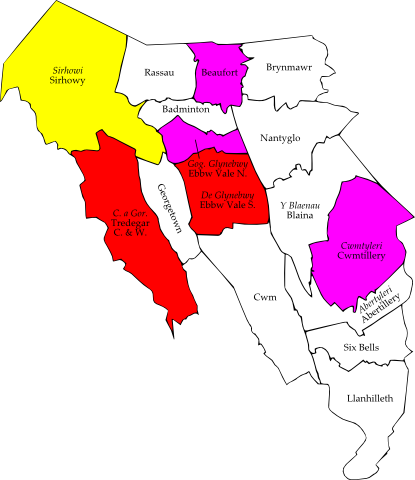 Sirhowi
Sirhowy
Rassau
Beaufort
Brynmawr
Badminton
Nantyglo
Gog. Glynebwy
Ebbw Vale N.
De Glynebwy
Ebbw Vale S.
Georgetown
C. a Gor.
Tredegar
C. & W.
Y Blaenau
Blaina
Cwmtyleri
Cwmtillery
Abertyleri
Abertillery
Cwm
Six Bells
Llanhilleth